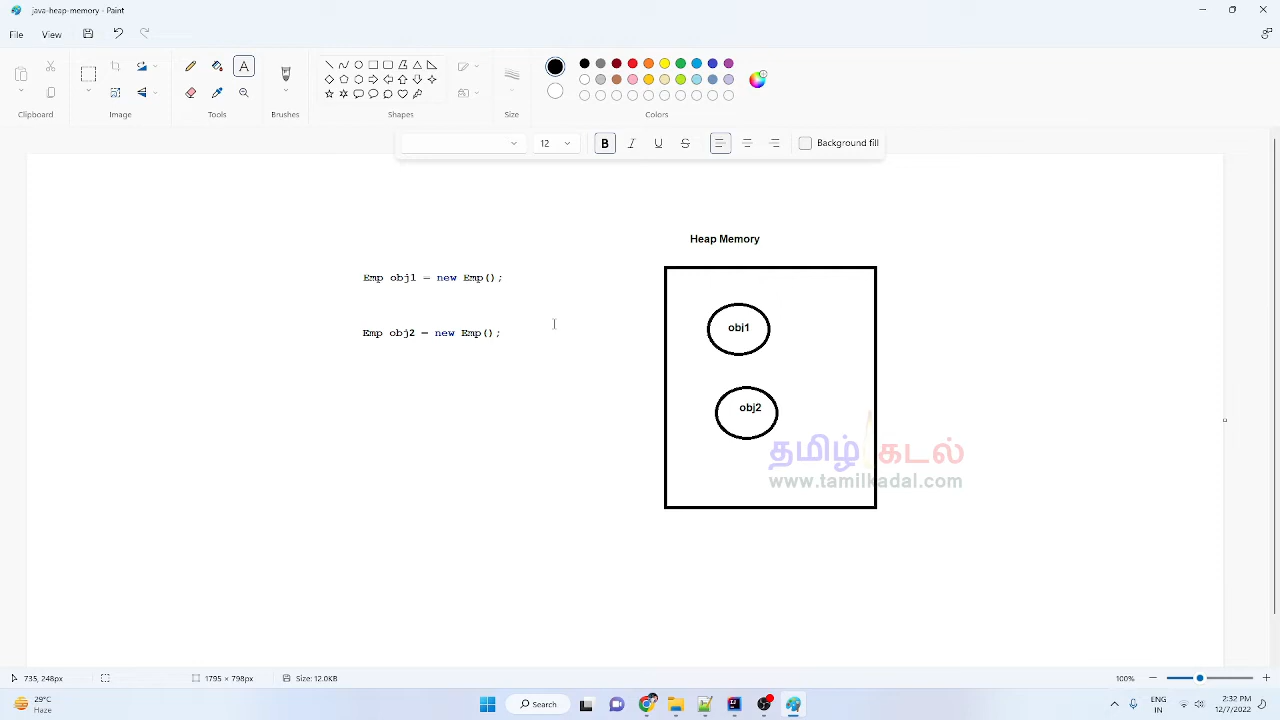 java-heap-memory - Paint
File
View
Clipboard
Image
Tools
Brushes
Shapes
Size
Colors
12
B
I
U
S
Background fill
Heap Memory
Emp obj1 = new Emp();
Emp obj2 = new Emp();
obj1
obj2
தமிழ் கடல்
www.tamilkadal.com
735, 248px
1795 × 798px
Size: 12.0KB
100%
29°C
Haze
Search
ENG
IN
2:32 PM
12/7/2022